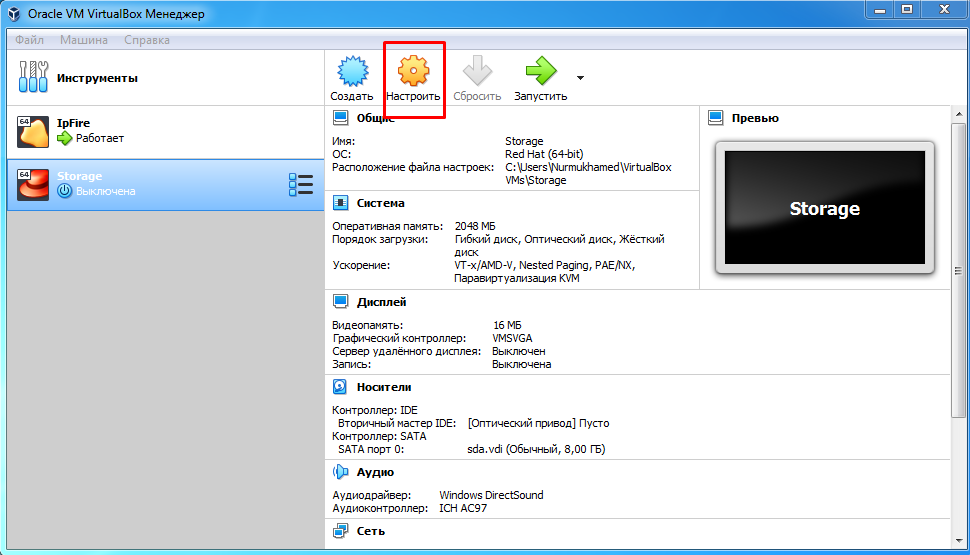 Oracle VM VirtualBox Менеджер
Файл Машина Справка
Инструменты
Создать Настроить Сбросить Запустить
64
IpFire
Работает
64
Storage
Выключена
Общие
Имя: Storage
ОС: Red Hat (64-bit)
Расположение файла настроек: C:\Users\Nurmukhamed\VirtualBox
VMs\Storage
Превью
Storage
Система
Оперативная память: 2048 МБ
Порядок загрузки: Гибкий диск, Оптический диск, Жёсткий
диск
Ускорение: VT-x/AMD-V, Nested Paging, PAE/NX,
Паравиртуализация KVM
Дисплей
Видеопамять: 16 МБ
Графический контроллер: VMSVGA
Сервер удалённого дисплея: Выключен
Запись: Выключена
Носители
Контроллер: IDE
Вторичный мастер IDE: [Оптический привод] Пусто
Контроллер: SATA
SATA порт 0: sda.vdi (Обычный, 8,00 ГБ)
Аудио
Аудиодрайвер: Windows DirectSound
Аудиоконтроллер: ICH AC97
Сеть